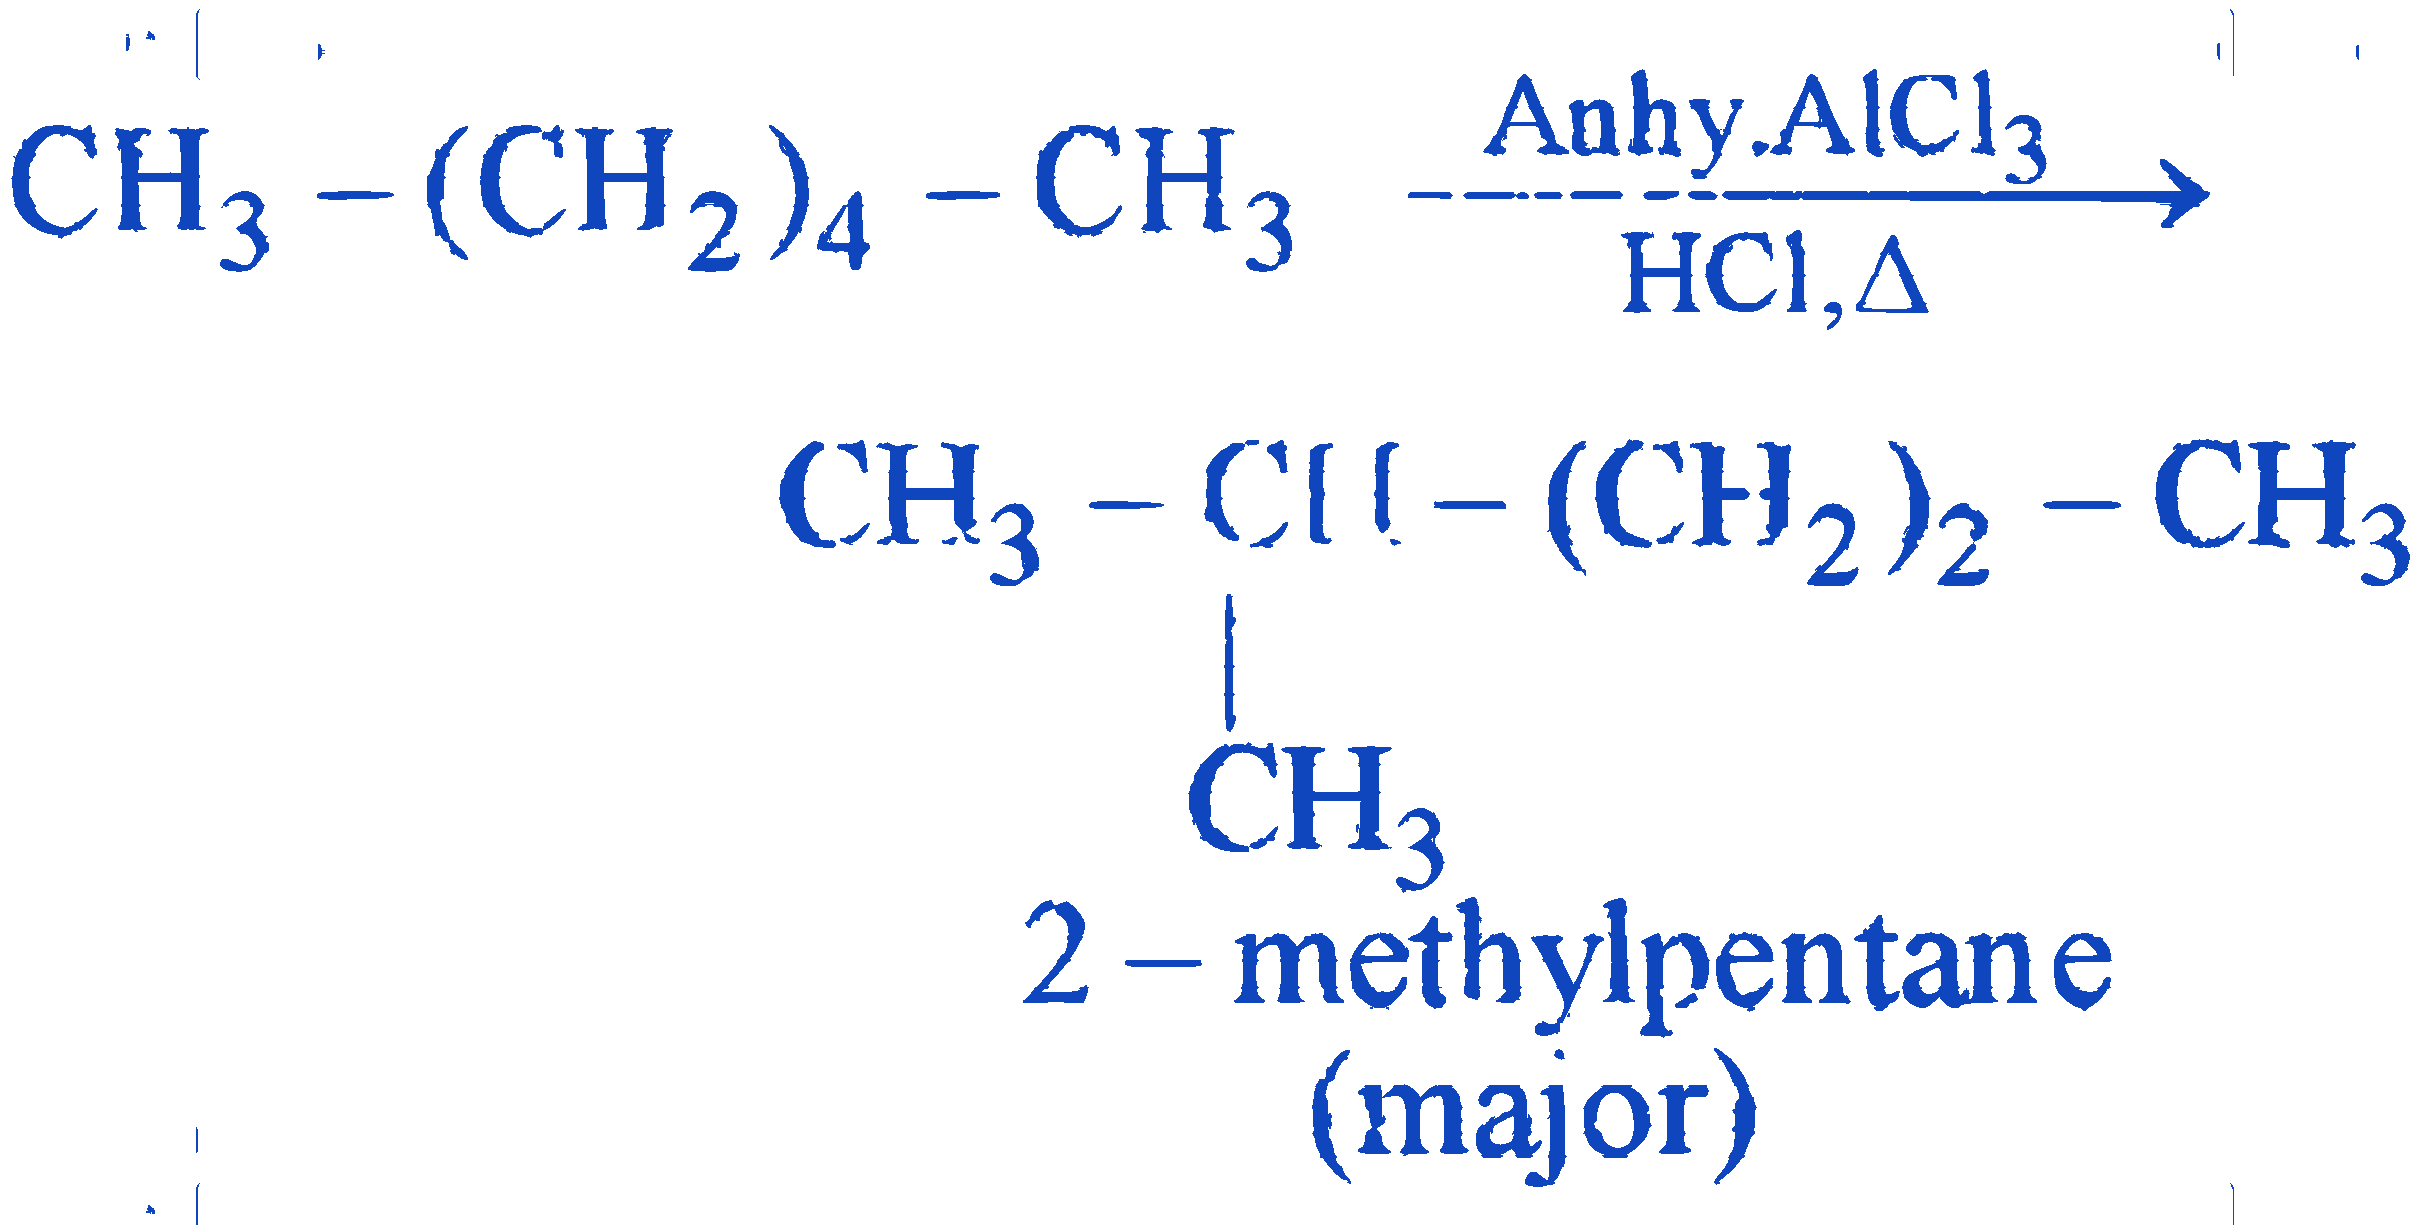 CH₃ – (CH₂)₄ – CH₃ Anhy.AlCl₃
HCl, Δ
CH₃ – CH – (CH₂)₂ – CH₃
|
CH₃
2 – methylpentane
(major)